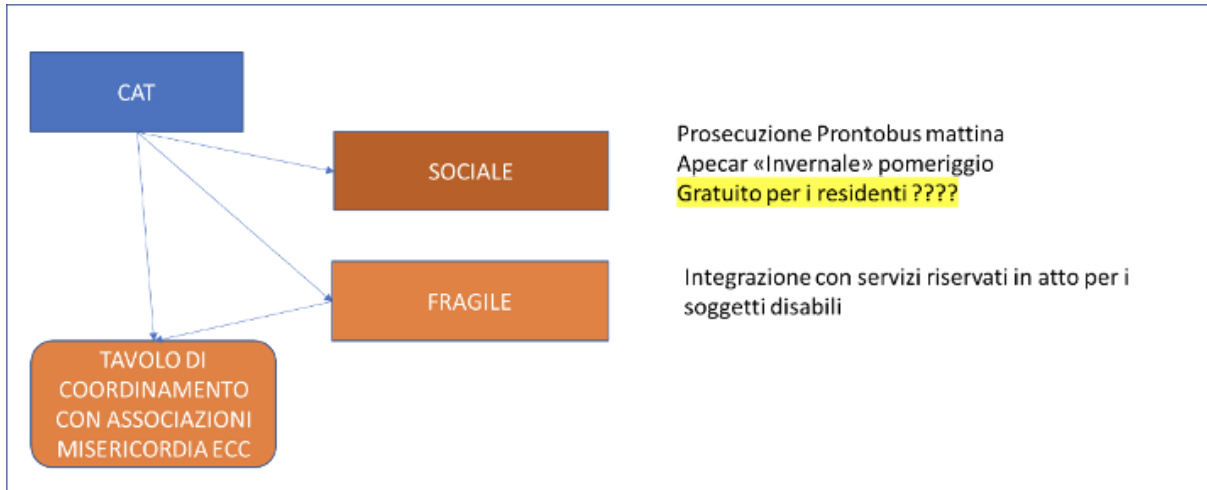 CAT
SOCIALE
Prosecuzione Prontobus mattina
Apecar «Invernale» pomeriggio
Gratuito per i residenti ????
FRAGILE
Integrazione con servizi riservati in atto per i
soggetti disabili
TAVOLO DI
COORDINAMENTO
CON ASSOCIAZIONI
MISERICORDIA ECC